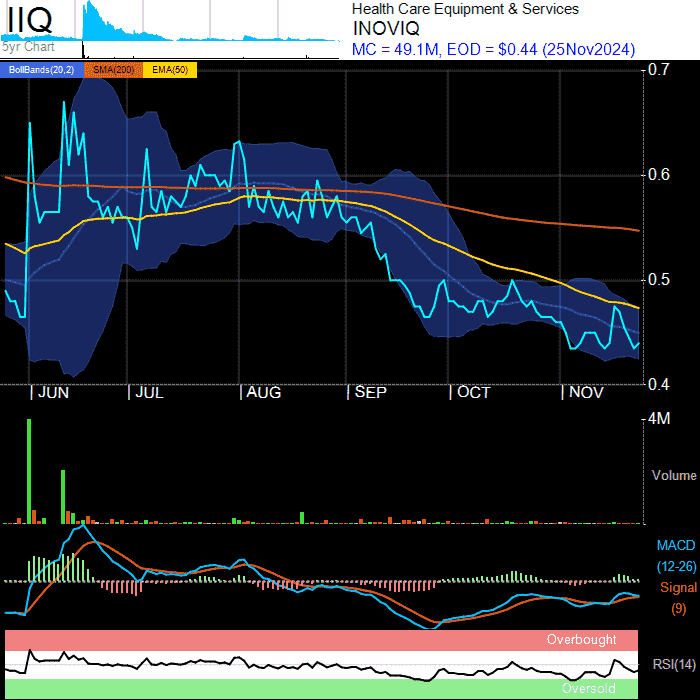 IIQ
5yr Chart
Health Care Equipment & Services
INOVIQ
MC = 49.1M, EOD = $0.44 (25Nov2024)
BollBands(20,2) SMA(200) EMA(50)
0.7
0.6
0.5
0.4
JUN JUL AUG SEP OCT NOV
4M
Volume
MACD
(12-26)
Signal
(9)
Overbought
RSI(14)
Oversold